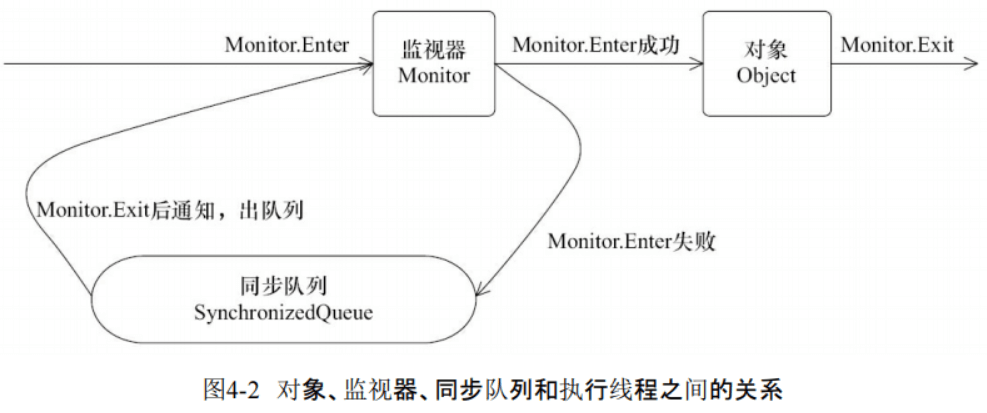 Monitor.Enter
监视器
Monitor
Monitor.Enter成功
对象
Object
Monitor.Exit
Monitor.Exit后通知，出队列
Monitor.Enter失败
同步队列
SynchronizedQueue
图4-2 对象、监视器、同步队列和执行线程之间的关系